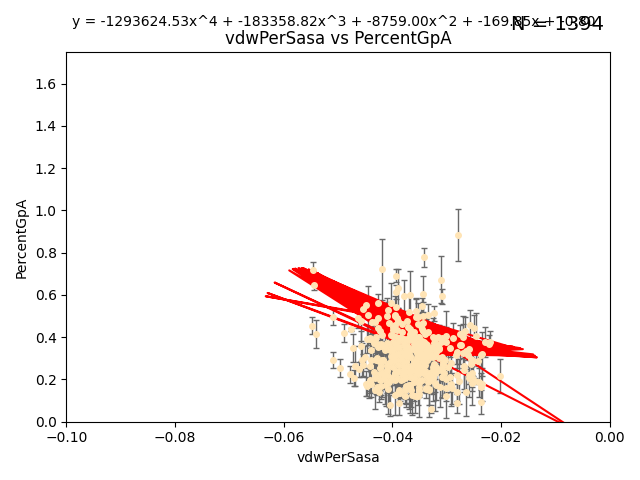 y = -1293624.53x^4 + -183358.82x^3 + -8759.00x^2 + -169.85x + -0.80
N = 1394
vdwPerSasa vs PercentGpA
1.6
1.4
1.2
1.0
0.8
0.6
0.4
0.2
0.0
PercentGpA
−0.10 −0.08 −0.06 −0.04 −0.02 0.00
vdwPerSasa